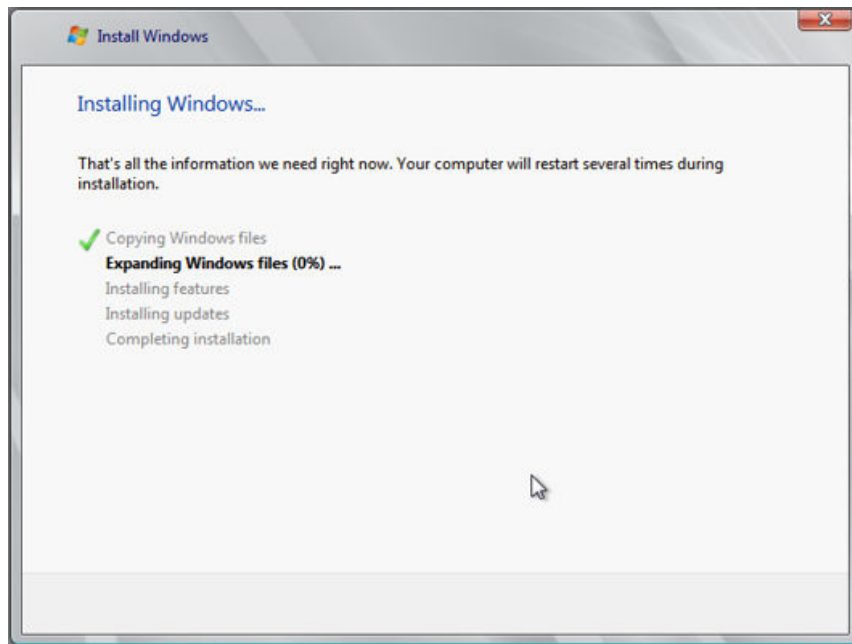 Install Windows
Installing Windows...
That's all the information we need right now. Your computer will restart several times during
installation.
Copying Windows files
Expanding Windows files (0%) ...
Installing features
Installing updates
Completing installation